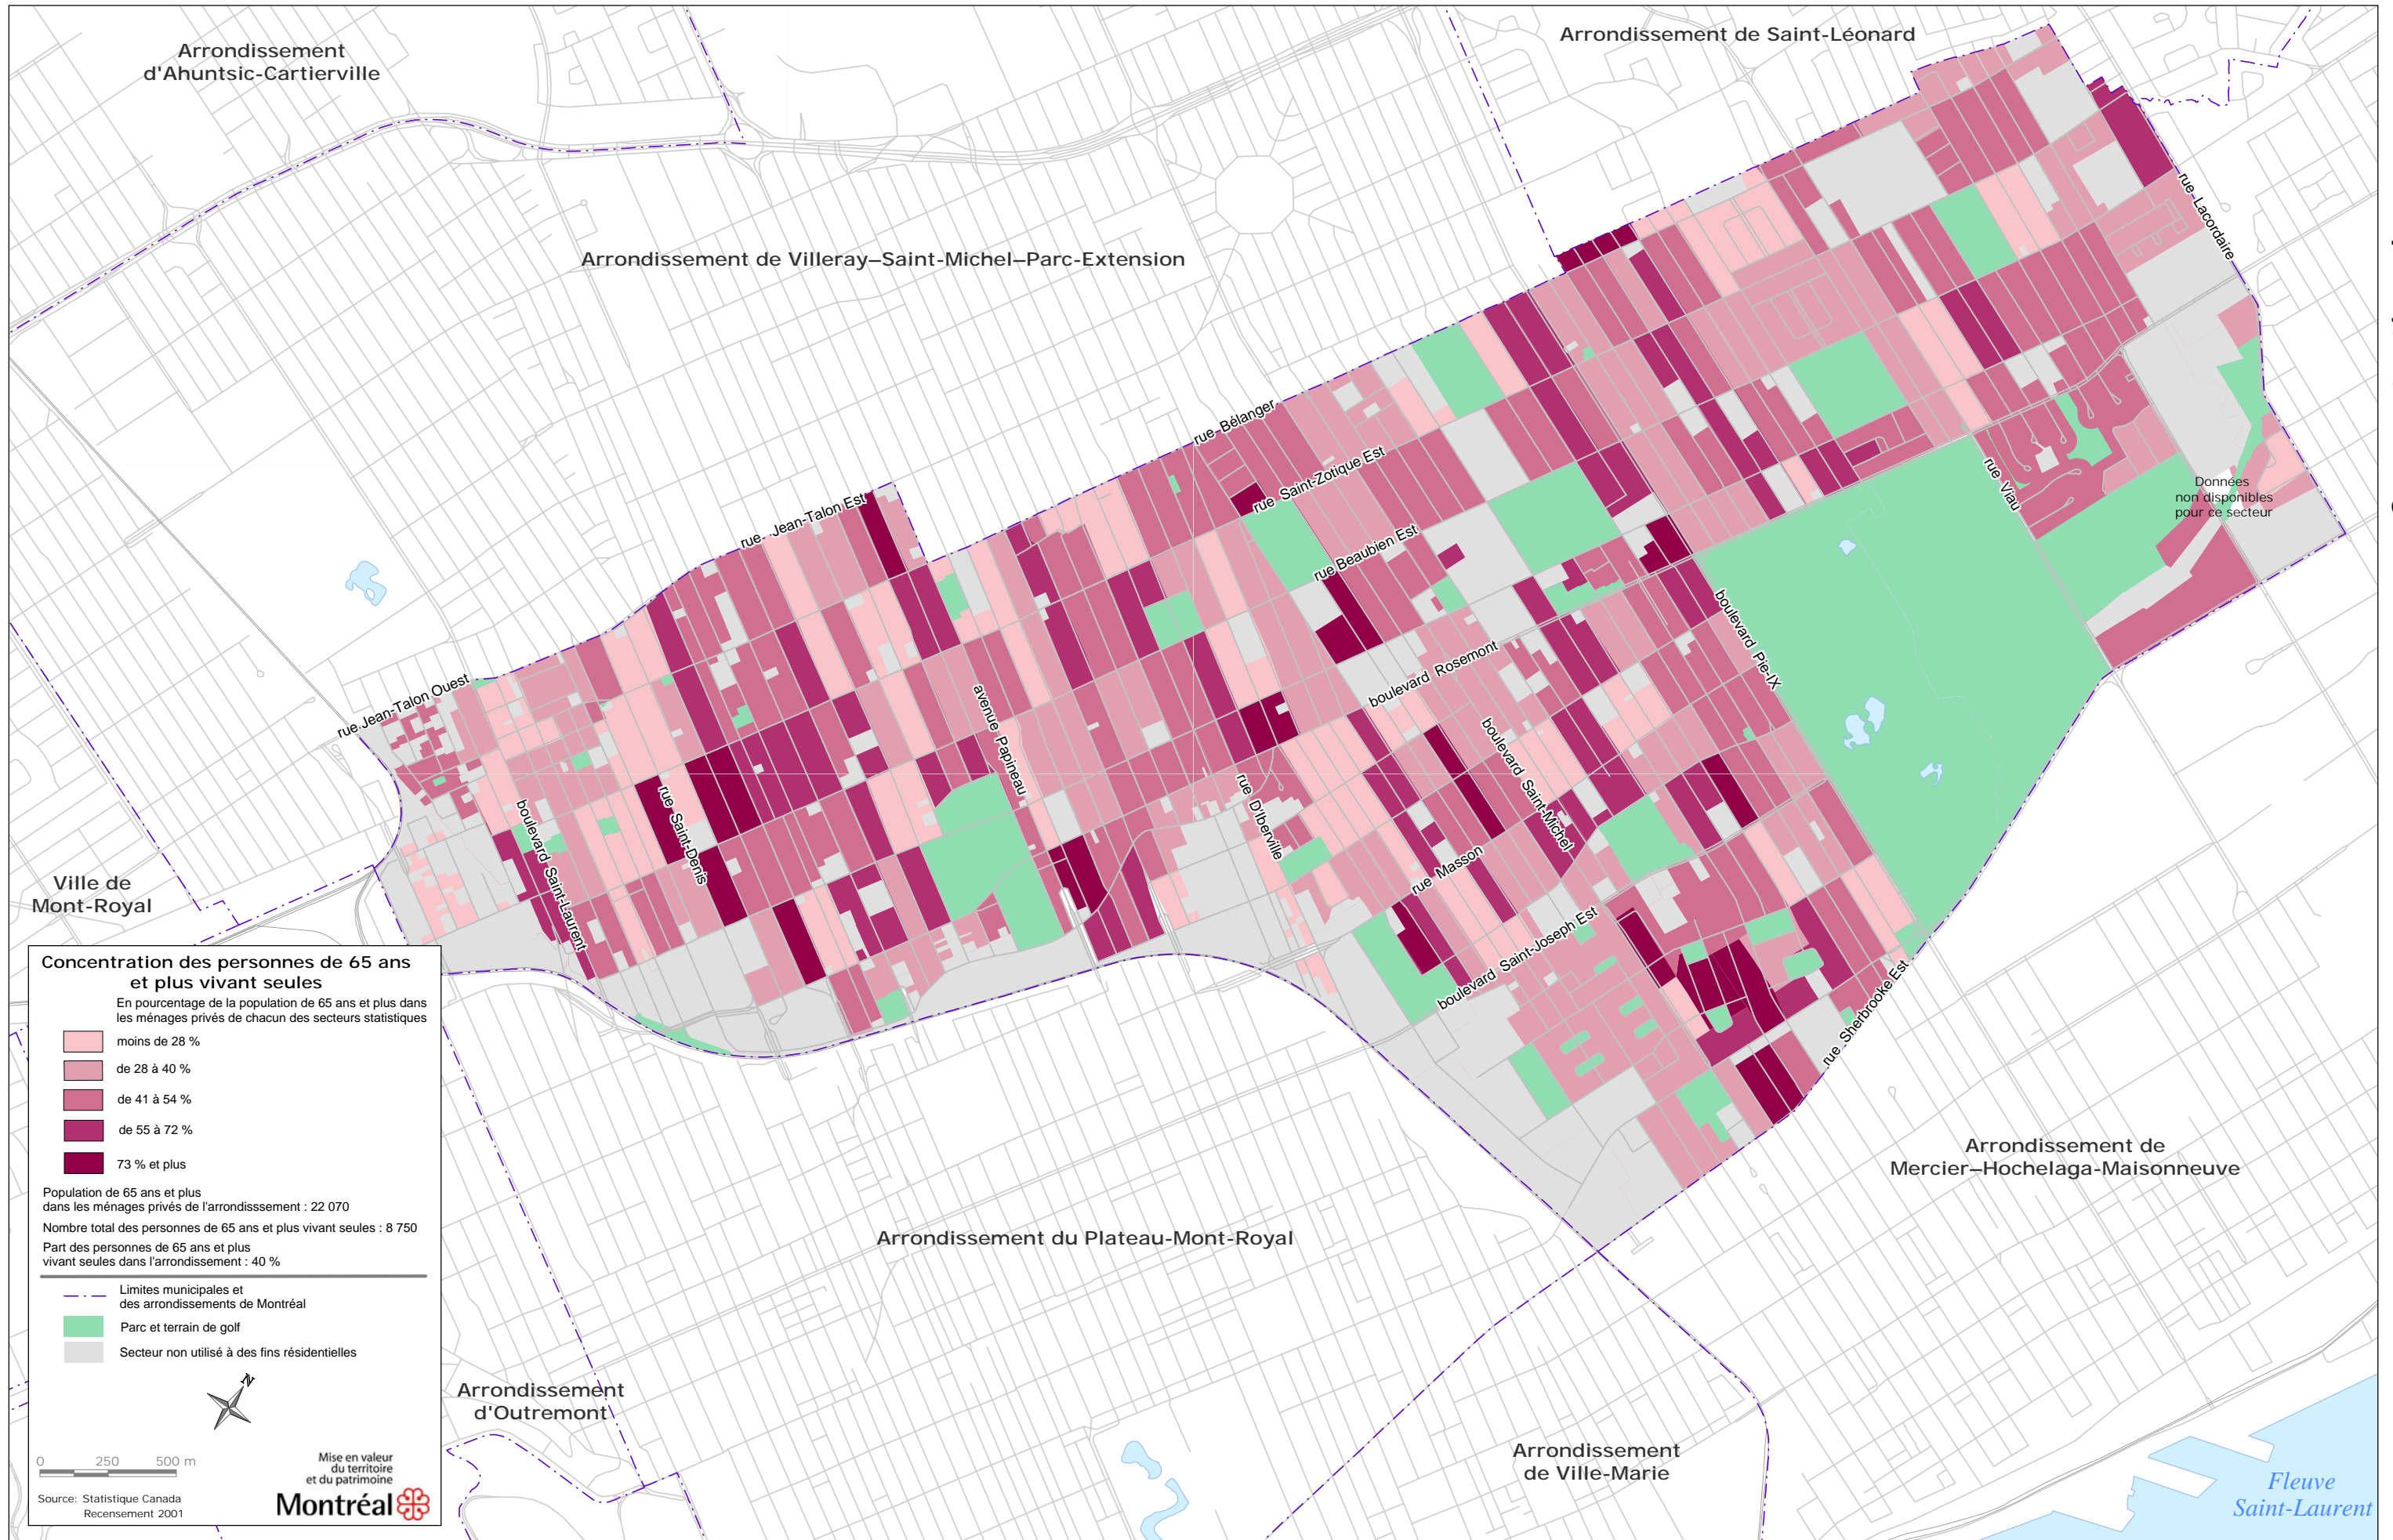 Arrondissement
d'Ahuntsic-Cartierville
Arrondissement de Saint-Léonard
Arrondissement de Villeray–Saint-Michel–Parc-Extension
rue Lacordaire
rue Bélanger
rue Saint-Zotique Est
rue Jean-Talon Est
rue Beaubien Est
rue Viau
Données
non disponibles
pour ce secteur
boulevard Pie-IX
boulevard Rosemont
rue Jean-Talon Ouest
avenue Papineau
boulevard Saint-Michel
rue D'Iberville
rue Saint-Denis
boulevard Saint-Laurent
rue Masson
boulevard Saint-Joseph Est
rue Sherbrooke Est
Ville de
Mont-Royal
Concentration des personnes de 65 ans
et plus vivant seules
En pourcentage de la population de 65 ans et plus dans
les ménages privés de chacun des secteurs statistiques
moins de 28 %
de 28 à 40 %
de 41 à 54 %
de 55 à 72 %
73 % et plus
Population de 65 ans et plus
dans les ménages privés de l'arrondisssement : 22 070
Nombre total des personnes de 65 ans et plus vivant seules : 8 750
Part des personnes de 65 ans et plus
vivant seules dans l'arrondissement : 40 %
Limites municipales et
des arrondissements de Montréal
Parc et terrain de golf
Secteur non utilisé à des fins résidentielles
N
0 250 500 m
Source: Statistique Canada
Recensement 2001
Mise en valeur
du territoire
et du patrimoine
Montréal
Arrondissement de
Mercier–Hochelaga-Maisonneuve
Arrondissement du Plateau-Mont-Royal
Arrondissement
d'Outremont
Arrondissement
de Ville-Marie
Fleuve
Saint-Laurent